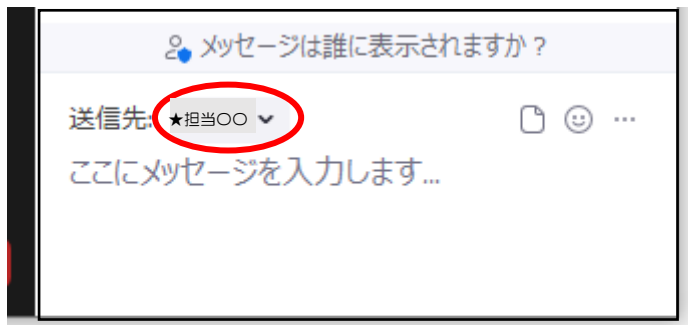 メッセージは誰に表示されますか？
送信先: ★担当〇〇
ここにメッセージを入力します...